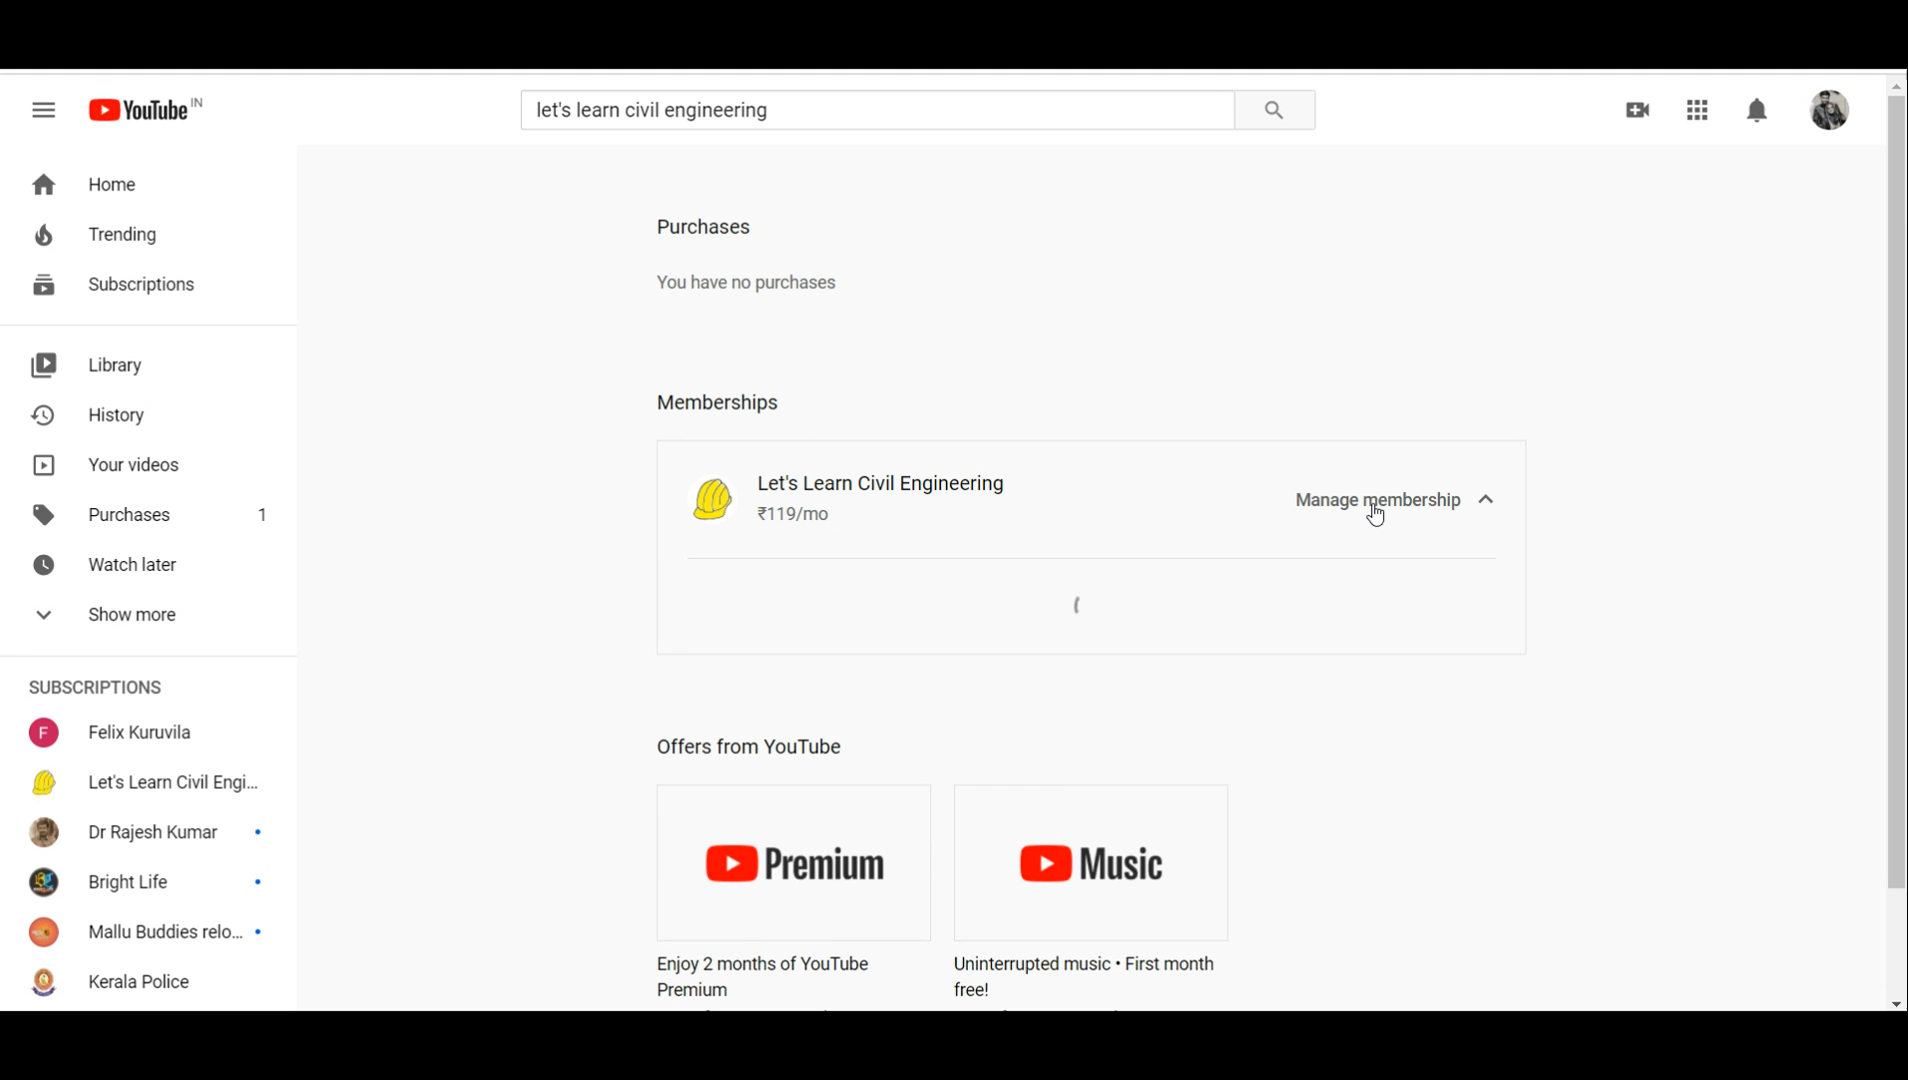 YouTube IN
let's learn civil engineering
Home
Trending
Subscriptions
Library
History
Your videos
Purchases 1
Watch later
Show more
SUBSCRIPTIONS
F Felix Kuruvila
Let's Learn Civil Engi...
Dr Rajesh Kumar
Bright Life
Mallu Buddies relo...
Kerala Police
Purchases
You have no purchases
Memberships
Let's Learn Civil Engineering
₹119/mo
Manage membership
Offers from YouTube
Premium
Enjoy 2 months of YouTube
Premium
Music
Uninterrupted music • First month
free!